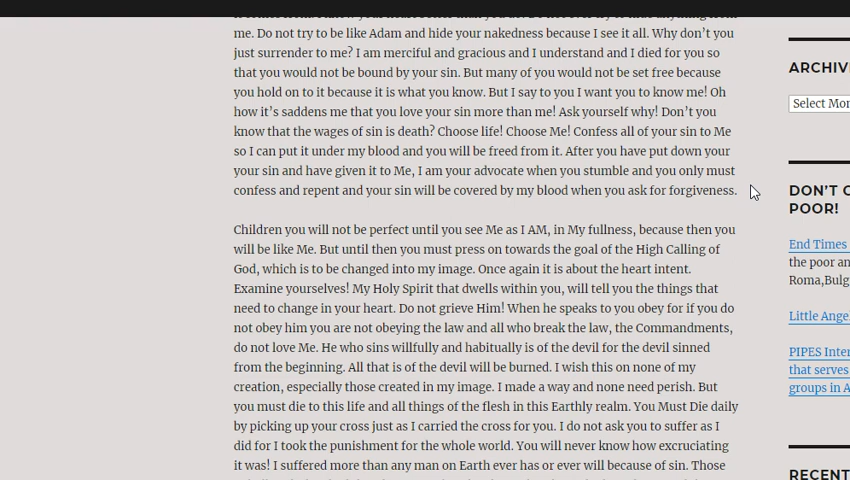 me. Do not try to be like Adam and hide your nakedness because I see it all. Why don't you
just surrender to me? I am merciful and gracious and I understand and I died for you so
that you would not be bound by your sin. But many of you would not be set free because
you hold on to it because it is what you know. But I say to you I want you to know me! Oh
how it's saddens me that you love your sin more than me! Ask yourself why! Don't you
know that the wages of sin is death? Choose life! Choose Me! Confess all of your sin to Me
so I can put it under my blood and you will be freed from it. After you have put down your
your sin and have given it to Me, I am your advocate when you stumble and you only must
confess and repent and your sin will be covered by my blood when you ask for forgiveness.
Children you will not be perfect until you see Me as I AM, in My fullness, because then you
will be like Me. But until then you must press on towards the goal of the High Calling of
God, which is to be changed into my image. Once again it is about the heart intent.
Examine yourselves! My Holy Spirit that dwells within you, will tell you the things that
need to change in your heart. Do not grieve Him! When he speaks to you obey for if you do
not obey him you are not obeying the law and all who break the law, the Commandments,
do not love Me. He who sins willfully and habitually is of the devil for the devil sinned
from the beginning. All that is of the devil will be burned. I wish this on none of my
creation, especially those created in my image. I made a way and none need perish. But
you must die to this life and all things of the flesh in this Earthly realm. You Must Die daily
by picking up your cross just as I carried the cross for you. I do not ask you to suffer as I
did for I took the punishment for the whole world. You will never know how excruciating
it was! I suffered more than any man on Earth ever has or ever will because of sin. Those
ARCHIV
Select Mon
DON'T
POOR!
End Times
the poor an
Roma,Bulg
Little Ange
PIPES Inter
that serves
groups in A
RECENT